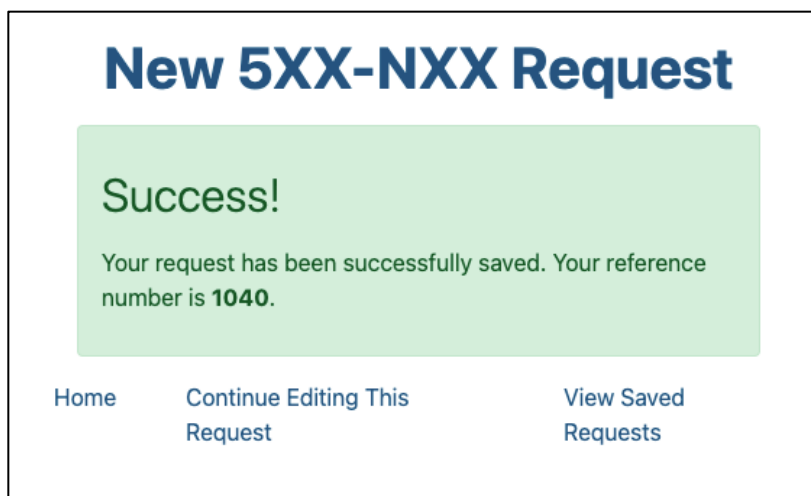 New 5XX-NXX Request
Success!
Your request has been successfully saved. Your reference
number is 1040.
Home
Continue Editing This
Request
View Saved
Requests